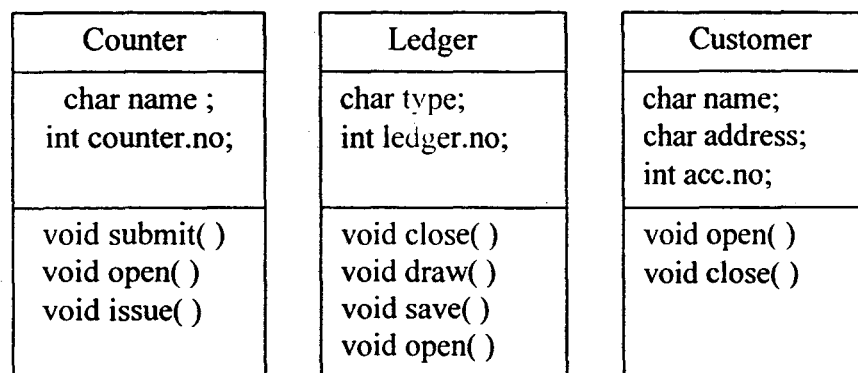 Counter
char name ;
int counter.no;
void submit( )
void open( )
void issue( )
Ledger
char type;
int ledger.no;
void close( )
void draw( )
void save( )
void open( )
Customer
char name;
char address;
int acc.no;
void open( )
void close( )